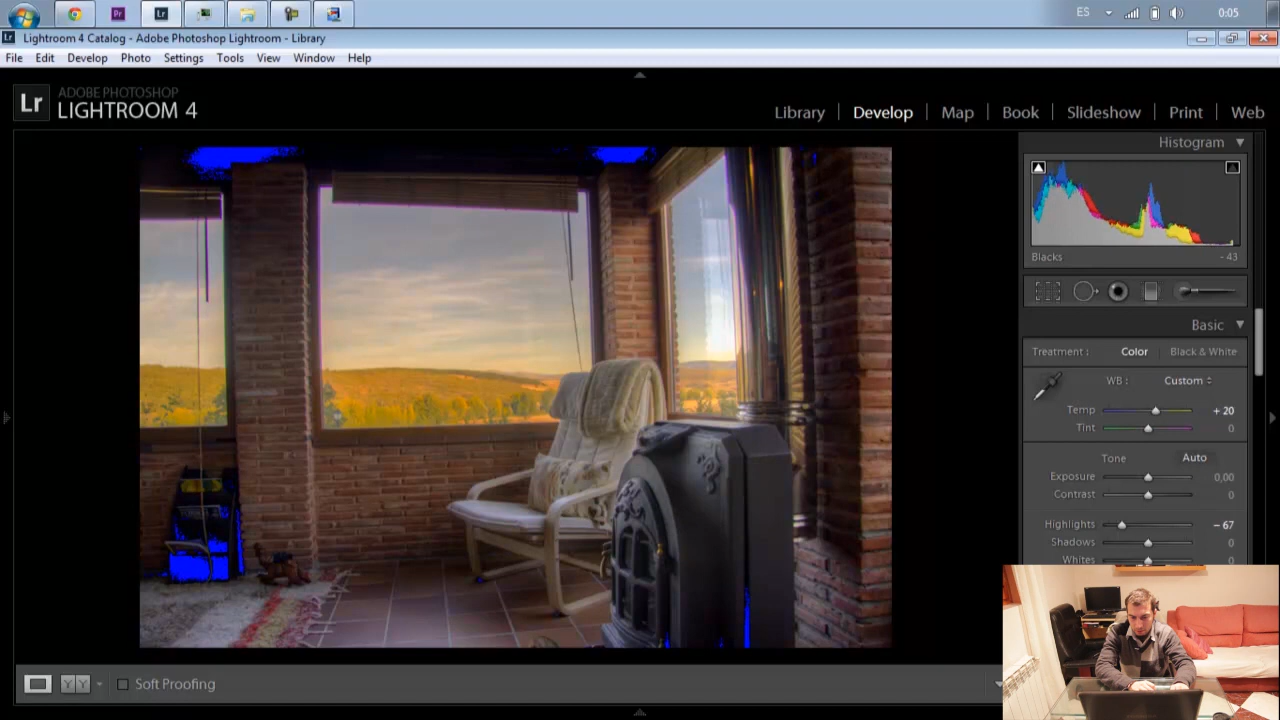 ES 0:05
Lightroom 4 Catalog - Adobe Photoshop Lightroom - Library
File Edit Develop Photo Settings Tools View Window Help
Lr ADOBE PHOTOSHOP
LIGHTROOM 4
Library Develop Map Book Slideshow Print Web
Histogram
Blacks - 43
Basic
Treatment : Color Black & White
WB : Custom
Temp + 20
Tint 0
Tone Auto
Exposure 0,00
Contrast 0
Highlights - 67
Shadows 0
Whites 0
Y Y Soft Proofing